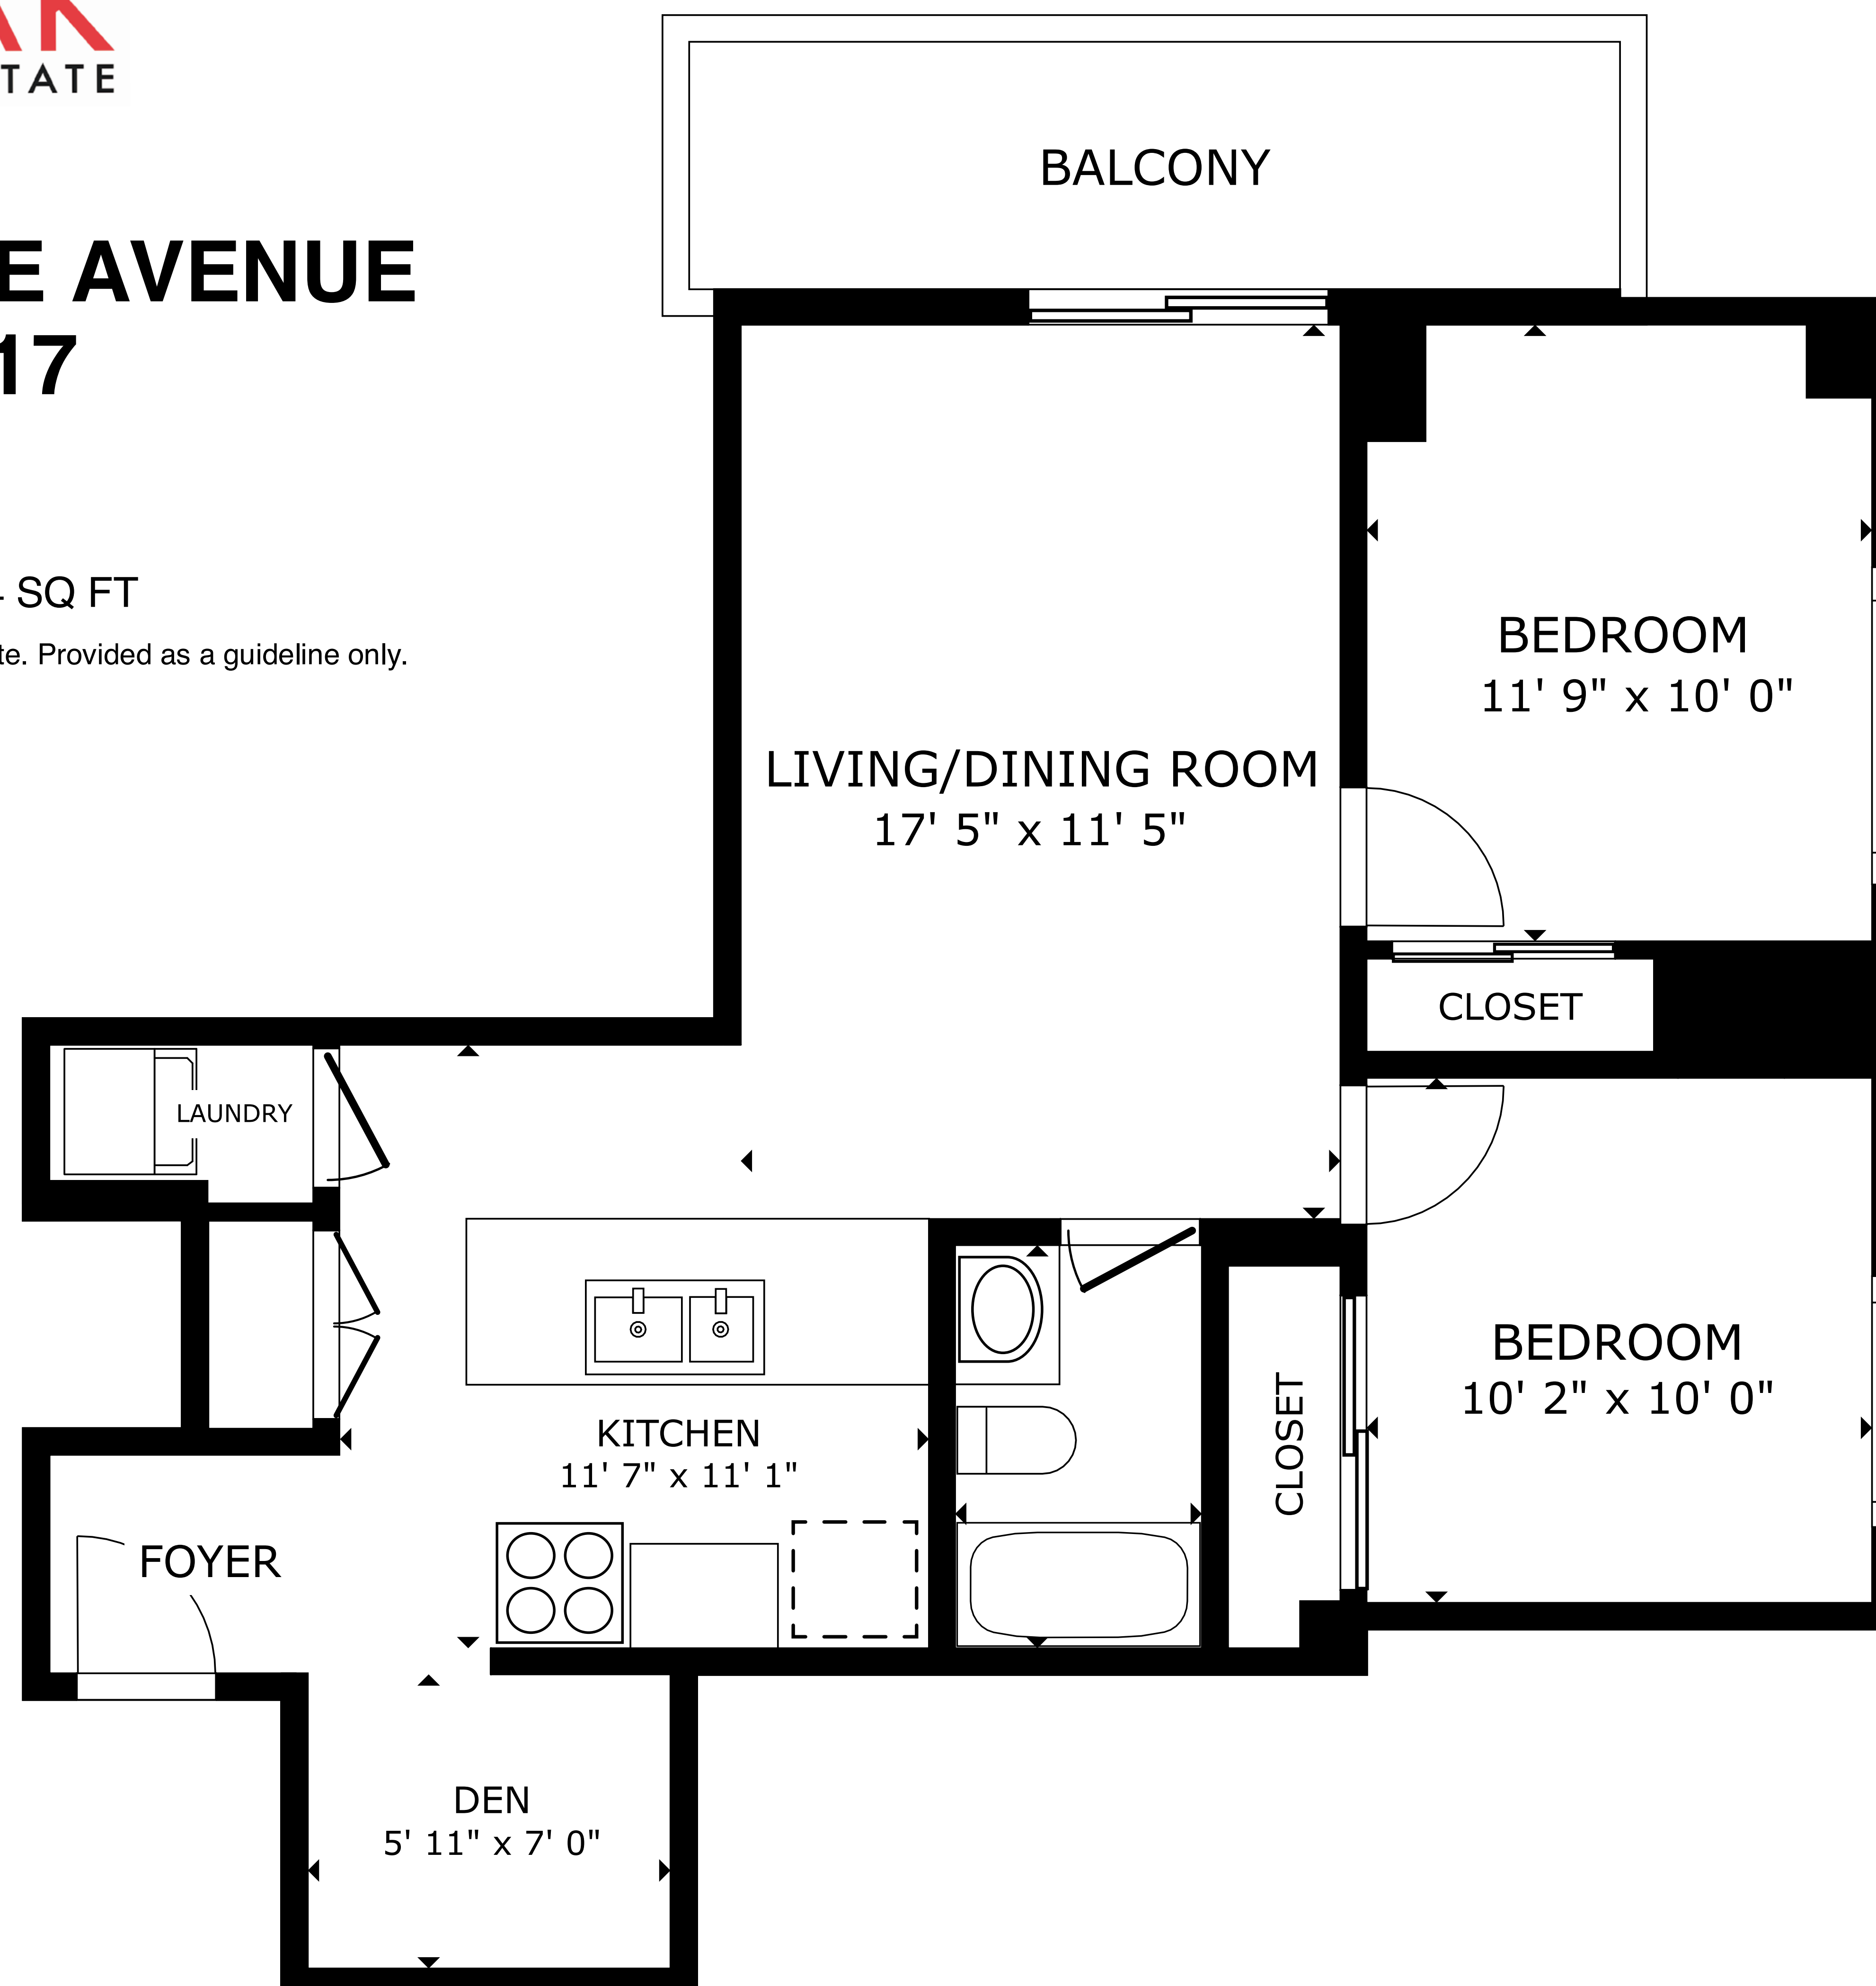 TATE
E AVENUE
17
SQ FT
te. Provided as a guideline only.
BALCONY
BEDROOM
11' 9" x 10' 0"
LIVING/DINING ROOM
17' 5" x 11' 5"
CLOSET
LAUNDRY
BEDROOM
10' 2" x 10' 0"
CLOSET
KITCHEN
11' 7" x 11' 1"
FOYER
DEN
5' 11" x 7' 0"